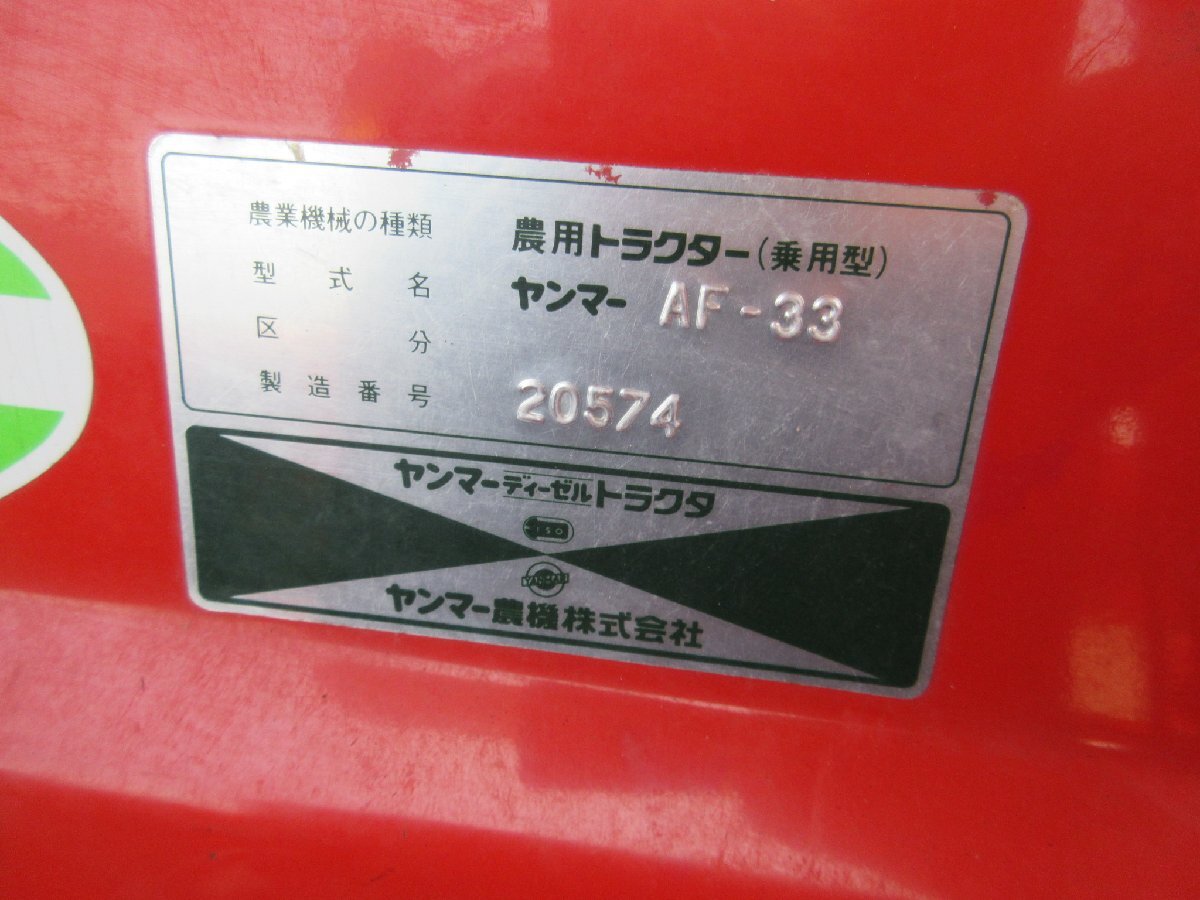 農業機械の種類 農用トラクター(乗用型)
型式名 ヤンマー AF-33
区分
製造番号 20574
ヤンマーディーゼルトラクタ
ISO
YANMAR
ヤンマー農機株式会社